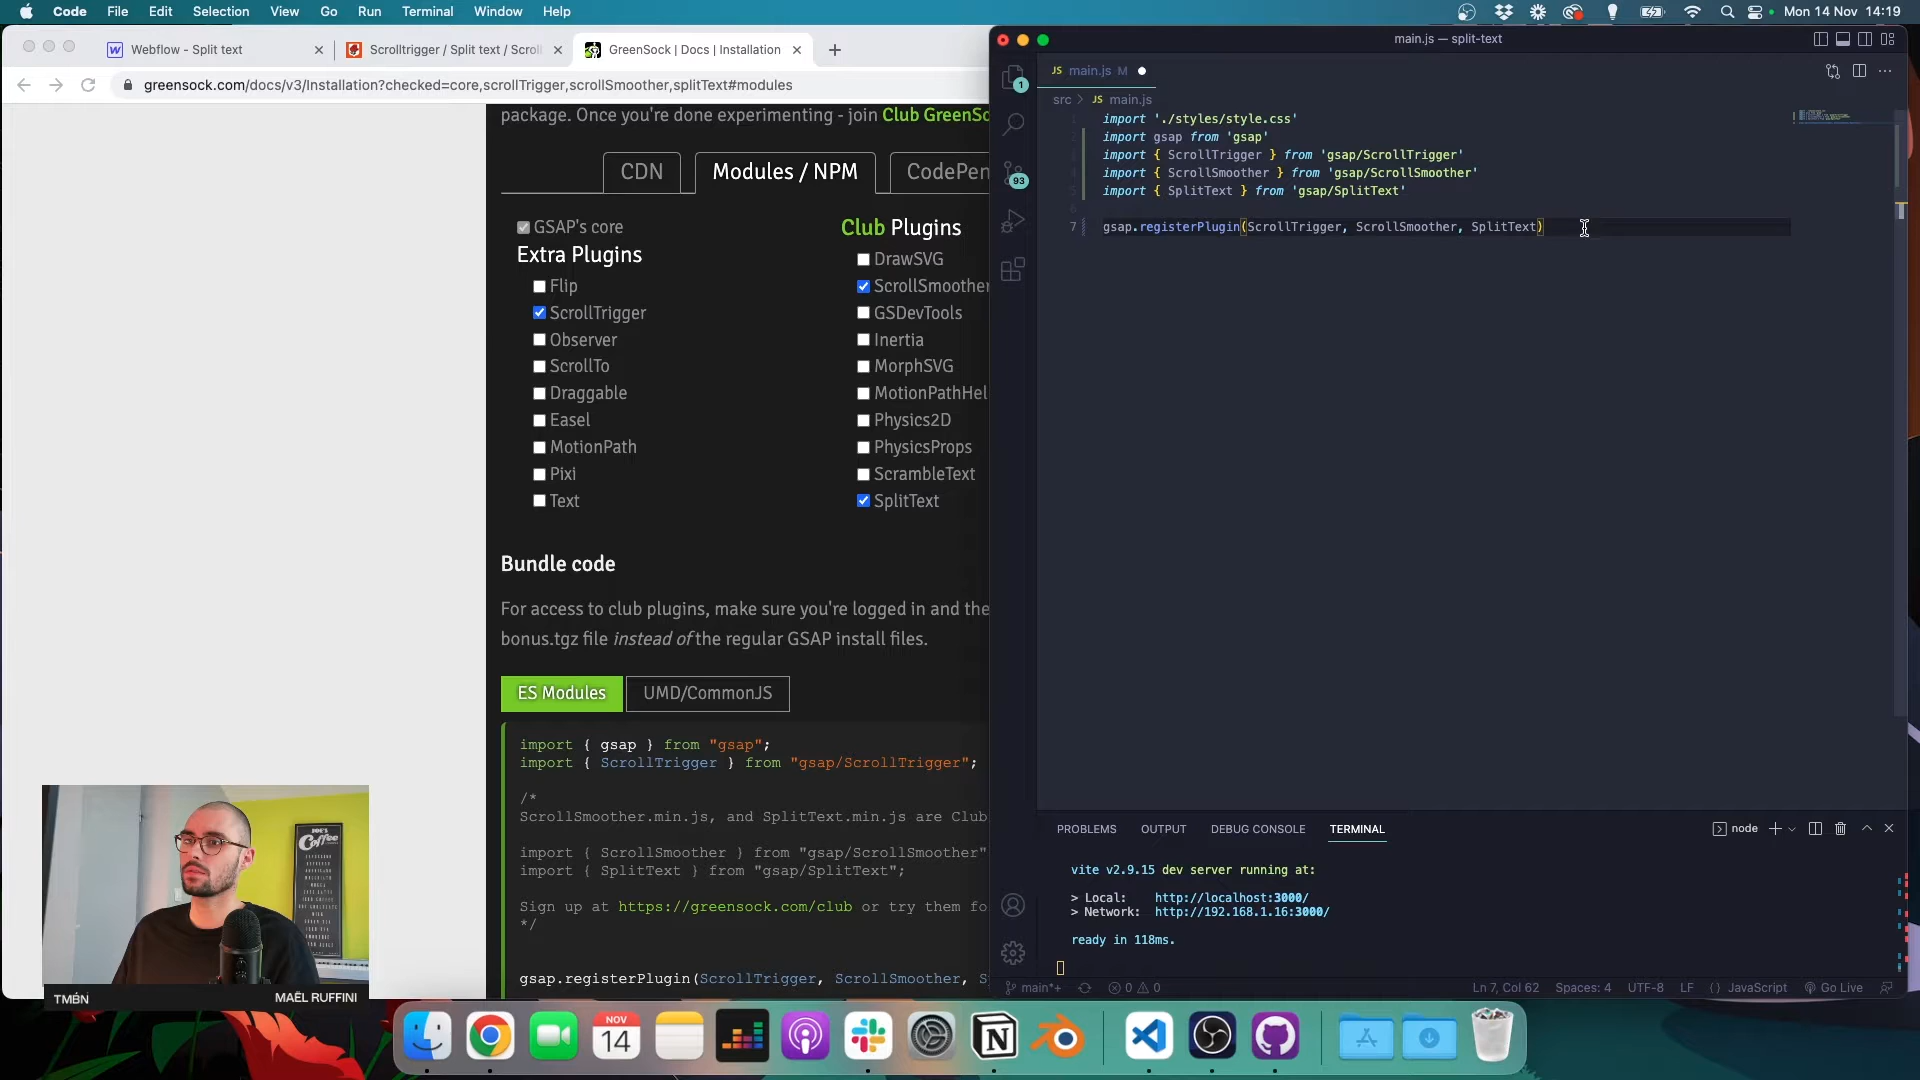 Code File Edit Selection View Go Run Terminal Window Help
Mon 14 Nov 14:19
Webflow - Split text
Scrolltrigger / Split text / Scroll
GreenSock | Docs | Installation
greensock.com/docs/v3/Installation?checked=core,scrollTrigger,scrollSmoother,splitText#modules
package. Once you're done experimenting - join Club GreenSo
CDN
Modules / NPM
CodePen
GSAP's core
Extra Plugins
Flip
ScrollTrigger
Observer
ScrollTo
Draggable
Easel
MotionPath
Pixi
Text
Club Plugins
DrawSVG
ScrollSmoother
GSDevTools
Inertia
MorphSVG
MotionPathHel
Physics2D
PhysicsProps
ScrambleText
SplitText
Bundle code
For access to club plugins, make sure you're logged in and the
bonus.tgz file instead of the regular GSAP install files.
ES Modules
UMD/CommonJS
import { gsap } from "gsap";
import { ScrollTrigger } from "gsap/ScrollTrigger";
/*
ScrollSmoother.min.js, and SplitText.min.js are Club
import { ScrollSmoother } from "gsap/ScrollSmoother"
import { SplitText } from "gsap/SplitText";
Sign up at https://greensock.com/club or try them fo
*/
gsap.registerPlugin(ScrollTrigger, ScrollSmoother, S
JOE'S
Coffee
TMBN
MAËL RUFFINI
main.js — split-text
JS main.js M
src > JS main.js
1
93
import './styles/style.css'
import gsap from 'gsap'
import { ScrollTrigger } from 'gsap/ScrollTrigger'
import { ScrollSmoother } from 'gsap/ScrollSmoother'
import { SplitText } from 'gsap/SplitText'
7 gsap.registerPlugin(ScrollTrigger, ScrollSmoother, SplitText)
PROBLEMS OUTPUT DEBUG CONSOLE TERMINAL
node
vite v2.9.15 dev server running at:
> Local: http://localhost:3000/
> Network: http://192.168.1.16:3000/
ready in 118ms.
main*+ 0 0
Ln 7, Col 62 Spaces: 4 UTF-8 LF { } JavaScript Go Live
NOV
14